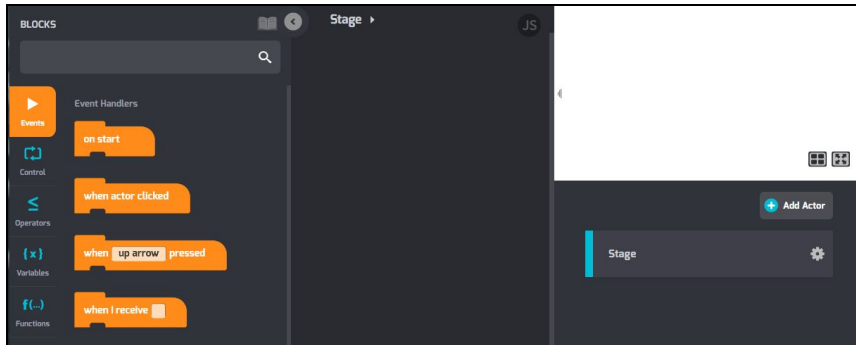 BLOCKS
Stage
JS
Events
Control
Operators
{x}
Variables
f(...)
Functions
Event Handlers
on start
when actor clicked
when up arrow pressed
when I receive
Add Actor
Stage